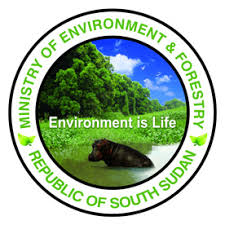 MINISTRY OF ENVIRONMENT & FORESTRY
Environment is Life
REPUBLIC OF SOUTH SUDAN